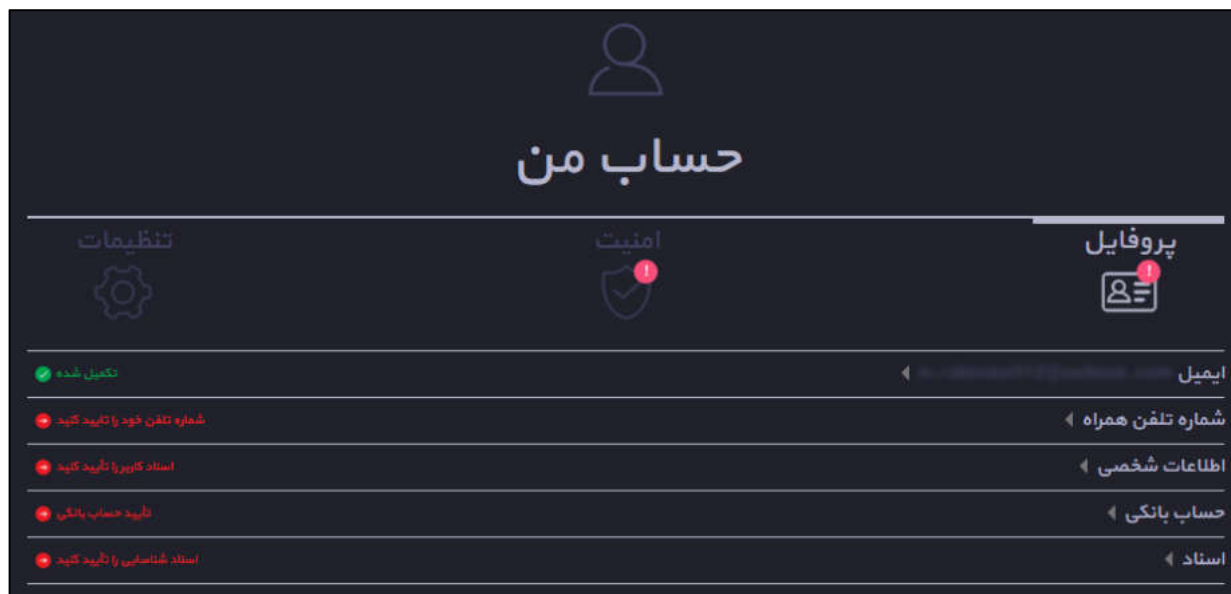 حساب من
پروفایل
امنیت
تنظیمات
ایمیل
تکمیل شده
شماره تلفن همراه
شماره تلفن خود را تایید کنید
اطلاعات شخصی
اسناد کاربر را تأیید کنید
حساب بانکی
تأیید حساب بانکی
اسناد
اسناد شناسایی را تأیید کنید